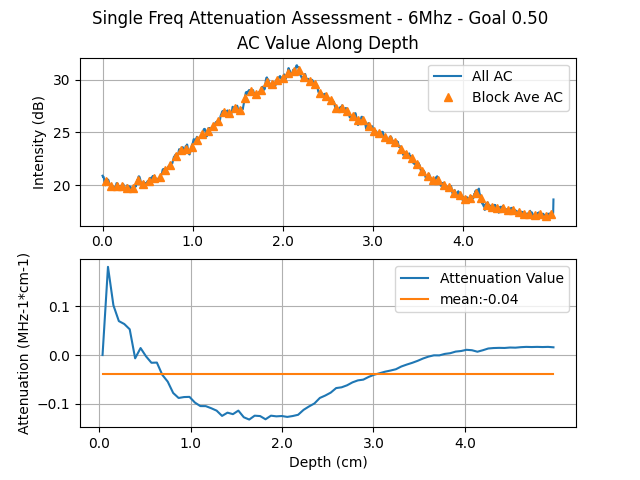 Single Freq Attenuation Assessment - 6Mhz - Goal 0.50
AC Value Along Depth
Intensity (dB)
30
25
20
All AC
Block Ave AC
0.0 1.0 2.0 3.0 4.0
Attenuation (MHz-1*cm-1)
0.1
0.0
−0.1
Attenuation Value
mean:-0.04
0.0 1.0 2.0 3.0 4.0
Depth (cm)